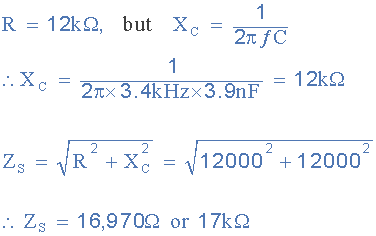 R = 12kΩ, but X_C = 1/(2πƒC)
∴ X_C = 1/(2π×3.4kHz×3.9nF) = 12kΩ
Z_S = √(R² + X_C²) = √(12000² + 12000²)
∴ Z_S = 16,970Ω or 17kΩ